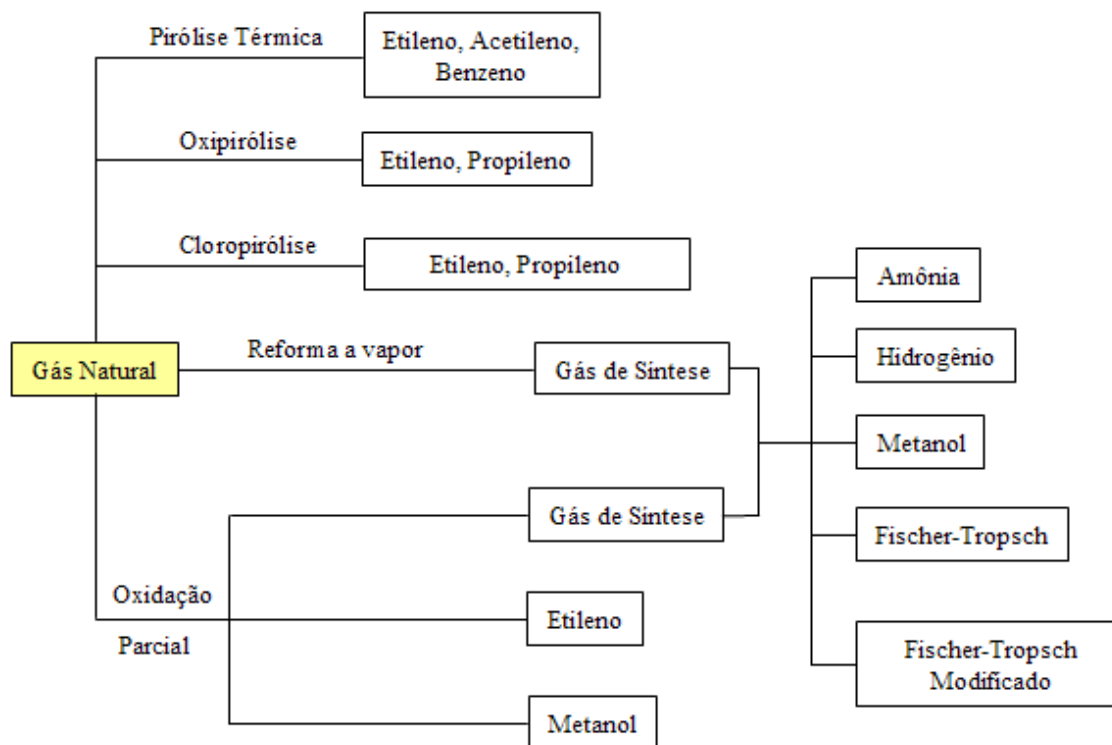 Pirólise Térmica
Etileno, Acetileno,
Benzeno
Oxipirólise
Etileno, Propileno
Cloropirólise
Etileno, Propileno
Gás Natural
Reforma a vapor
Gás de Síntese
Gás de Síntese
Amônia
Hidrogênio
Metanol
Fischer-Tropsch
Fischer-Tropsch
Modificado
Oxidação
Parcial
Etileno
Metanol